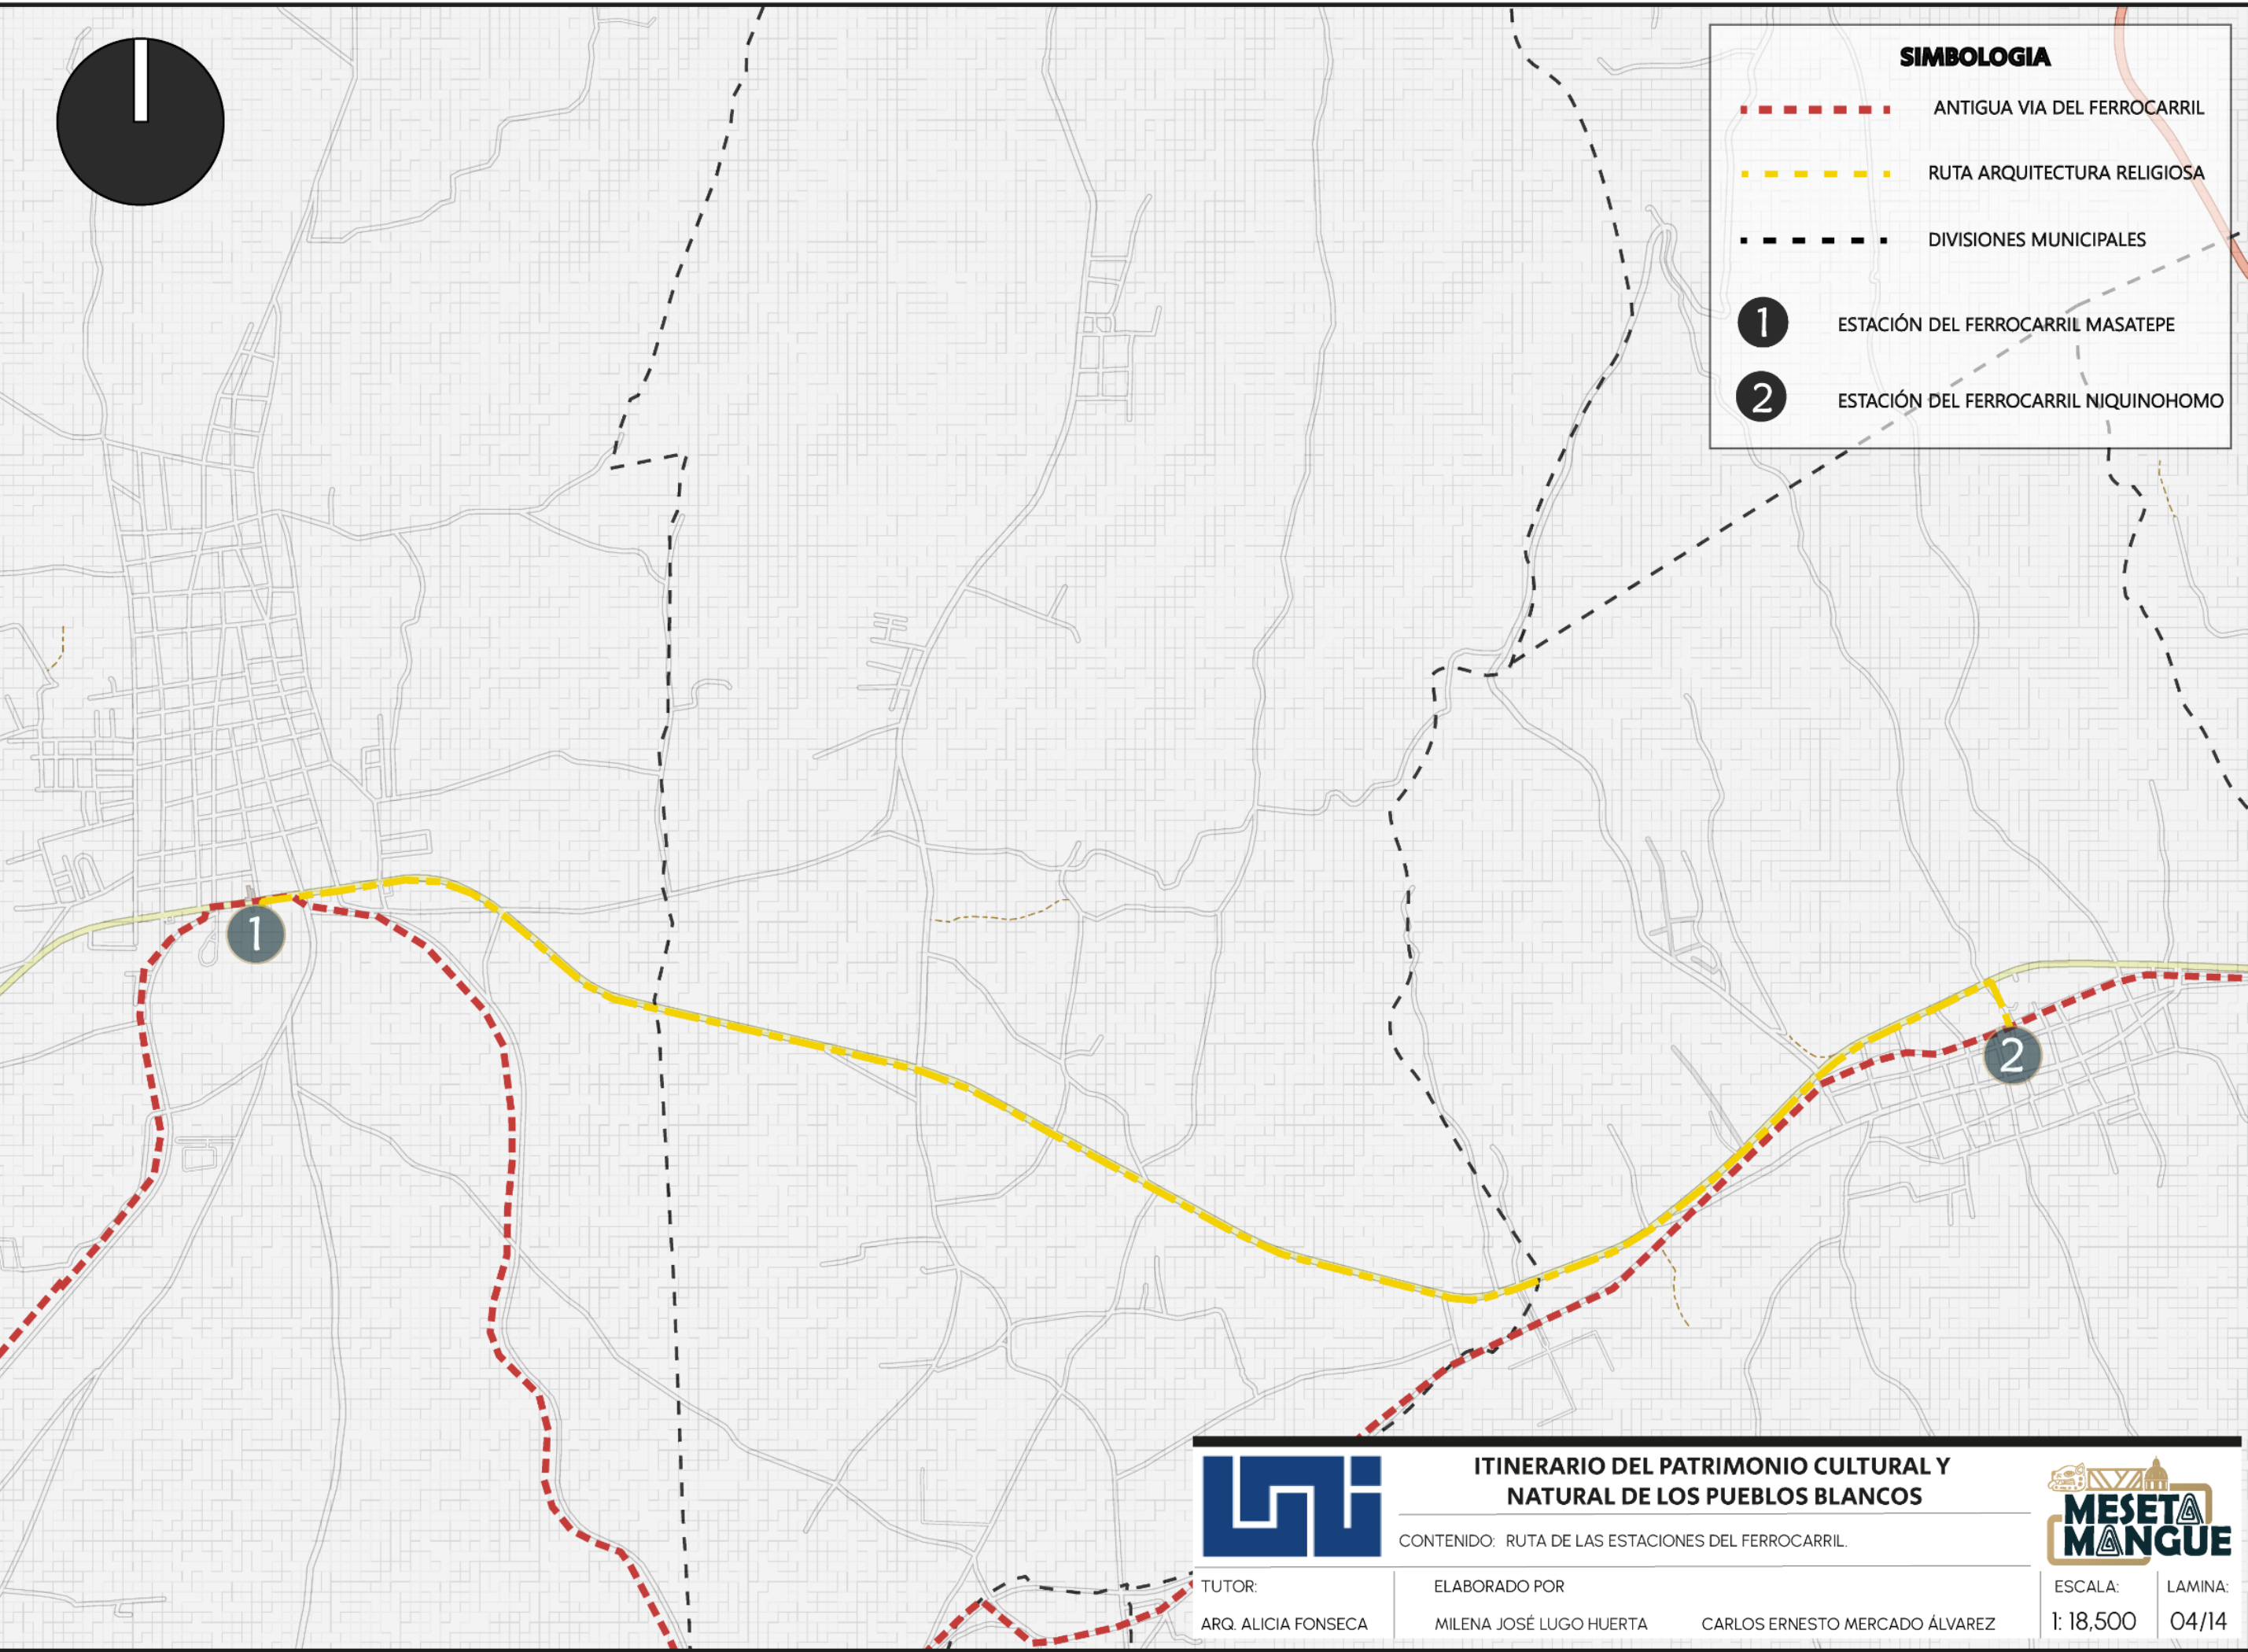 SIMBOLOGIA
ANTIGUA VIA DEL FERROCARRIL
RUTA ARQUITECTURA RELIGIOSA
DIVISIONES MUNICIPALES
1 ESTACIÓN DEL FERROCARRIL MASATEPE
2 ESTACIÓN DEL FERROCARRIL NIQUINOHOMO
1
2
ITINERARIO DEL PATRIMONIO CULTURAL Y
NATURAL DE LOS PUEBLOS BLANCOS
CONTENIDO: RUTA DE LAS ESTACIONES DEL FERROCARRIL.
UNi
MESETA
MANGUE
TUTOR:
ARQ. ALICIA FONSECA
ELABORADO POR
MILENA JOSÉ LUGO HUERTA CARLOS ERNESTO MERCADO ÁLVAREZ
ESCALA:
1: 18,500
LAMINA:
04/14